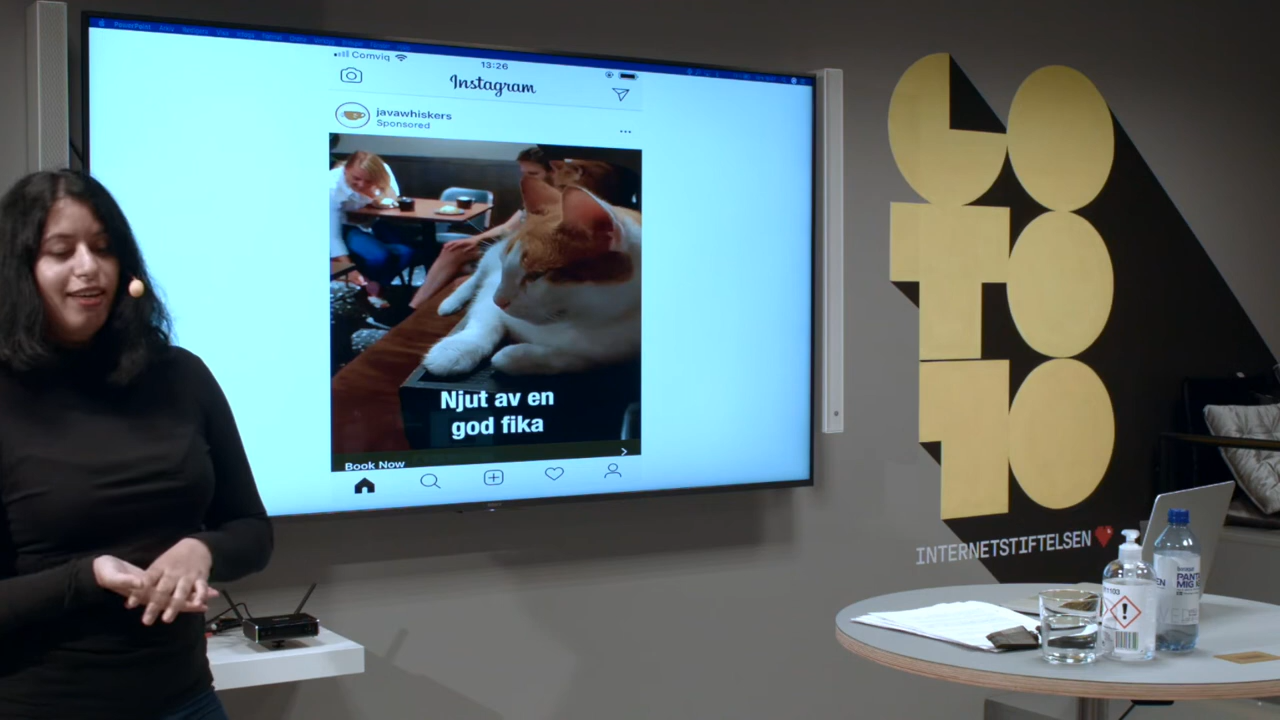 PowerPoint
Comviq
13:26
Instagram
javawhiskers
Sponsored
Njut av en
god fika
Book Now
GO
TO
10
INTERNETSTIFTELSEN
PANT
MIG